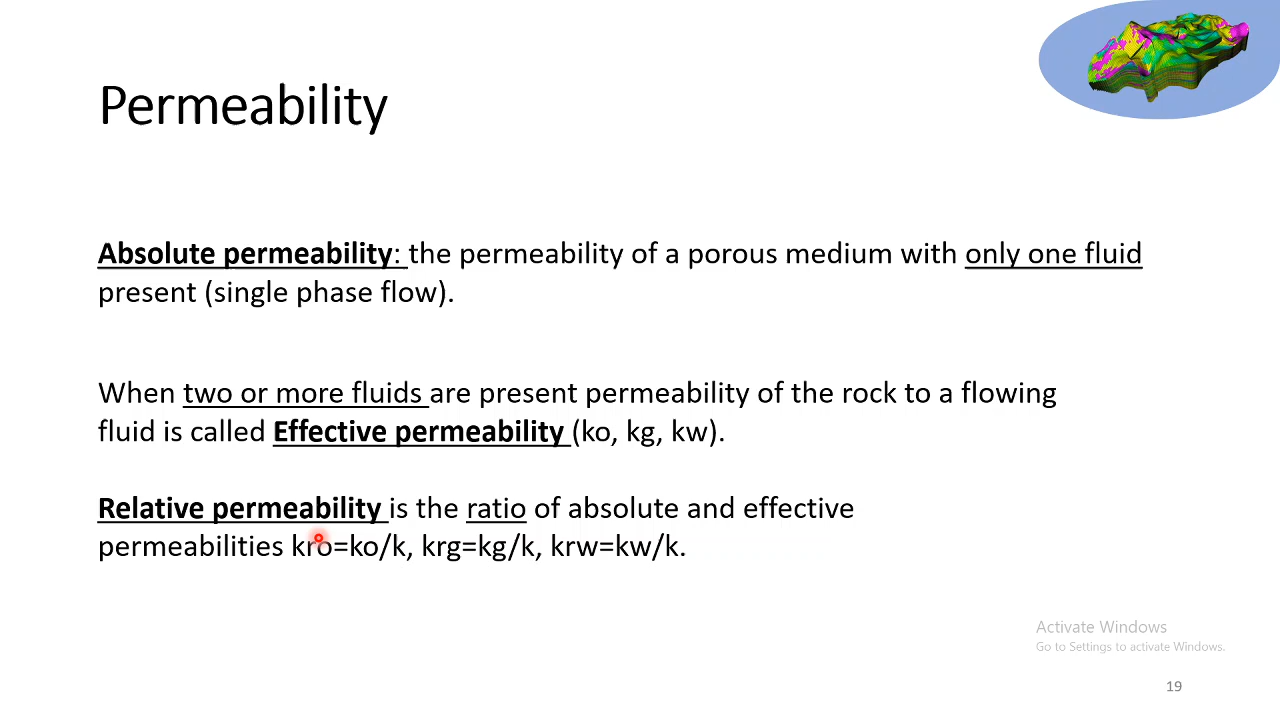 Permeability
Absolute permeability: the permeability of a porous medium with only one fluid
present (single phase flow).
When two or more fluids are present permeability of the rock to a flowing
fluid is called Effective permeability (ko, kg, kw).
Relative permeability is the ratio of absolute and effective
permeabilities kro=ko/k, krg=kg/k, krw=kw/k.
Activate Windows
Go to Settings to activate Windows.
19